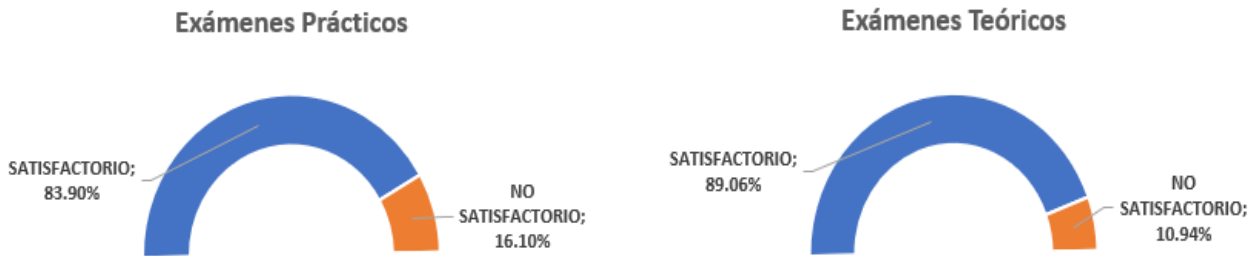 Exámenes Prácticos
SATISFACTORIO;
83.90%
NO
SATISFACTORIO;
16.10%
Exámenes Teóricos
SATISFACTORIO;
89.06%
NO
SATISFACTORIO;
10.94%